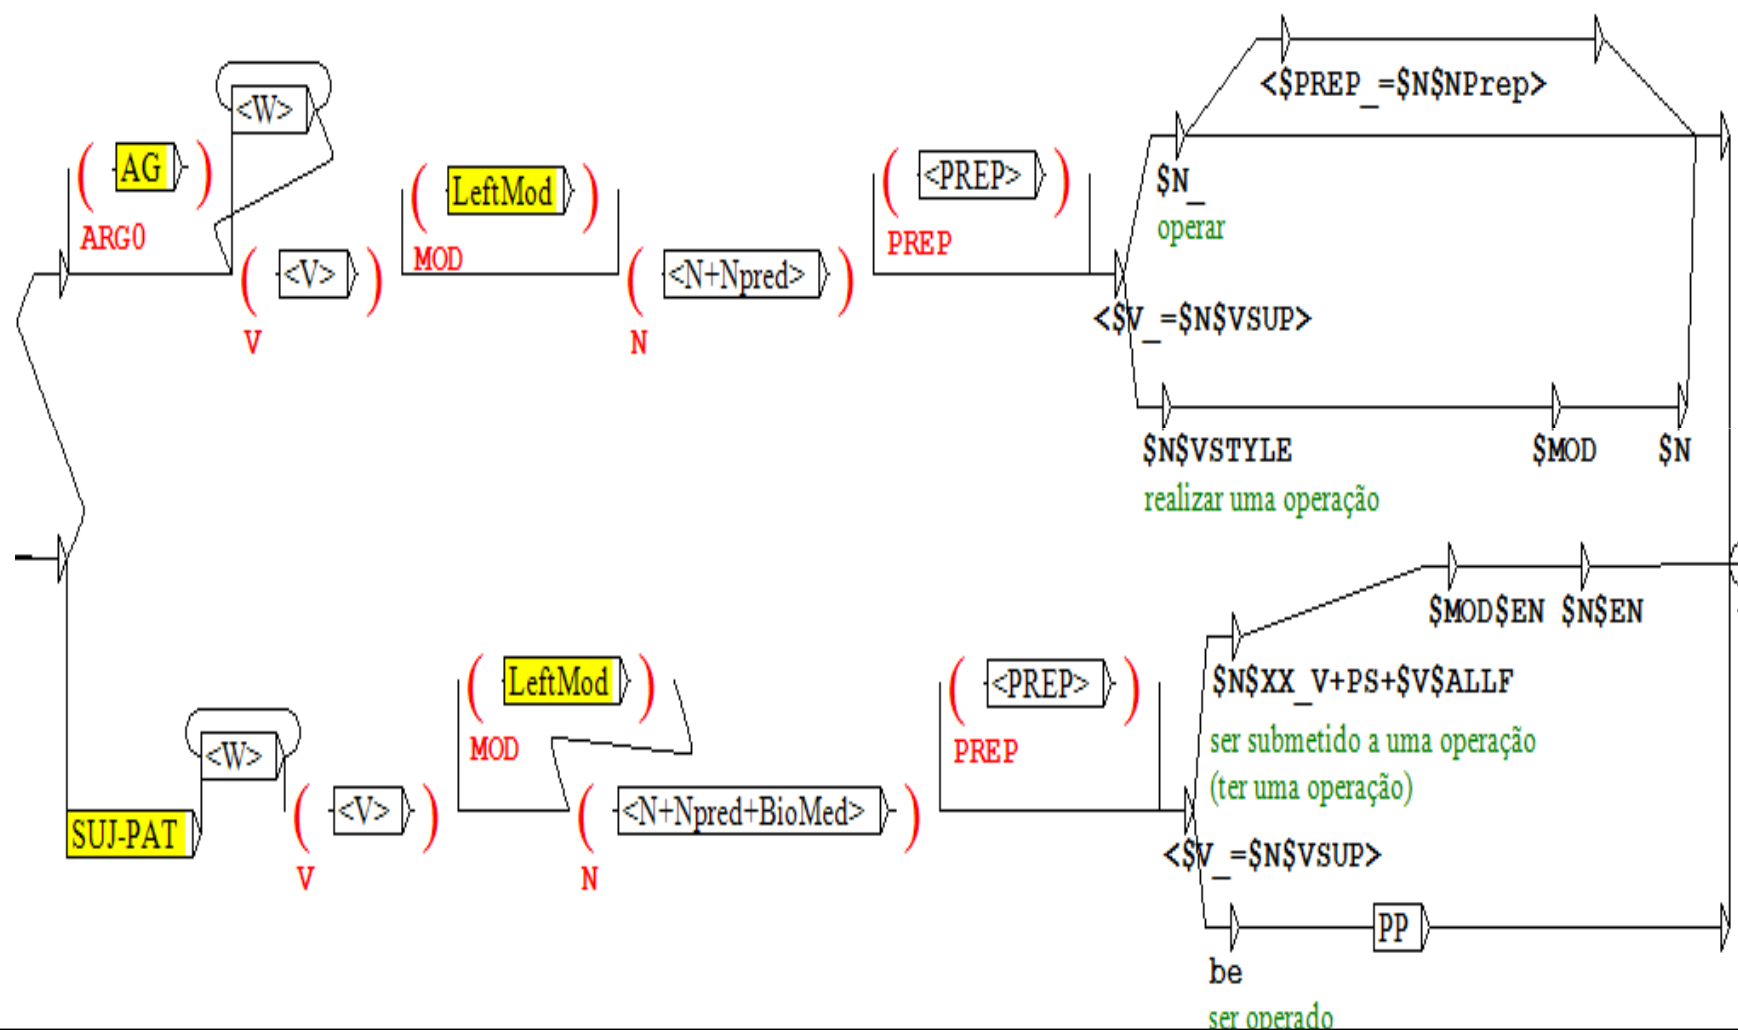 <$PREP_=$N$NPrep>
<W>
( AG )
ARG0
( LeftMod )
MOD
( <PREP> )
PREP
$N_
operar
( <V> )
V
( <N+Npred> )
N
<$V_=$N$VSUP>
$N$VSTYLE
$MOD
$N
realizar uma operação
$MOD$EN
$N$EN
<W>
SUJ-PAT
( LeftMod )
MOD
( <PREP> )
PREP
$N$XX_V+PS+$V$ALLF
ser submetido a uma operação
(ter uma operação)
( <V> )
V
( <N+Npred+BioMed> )
N
<$V_=$N$VSUP>
PP
be
ser operado